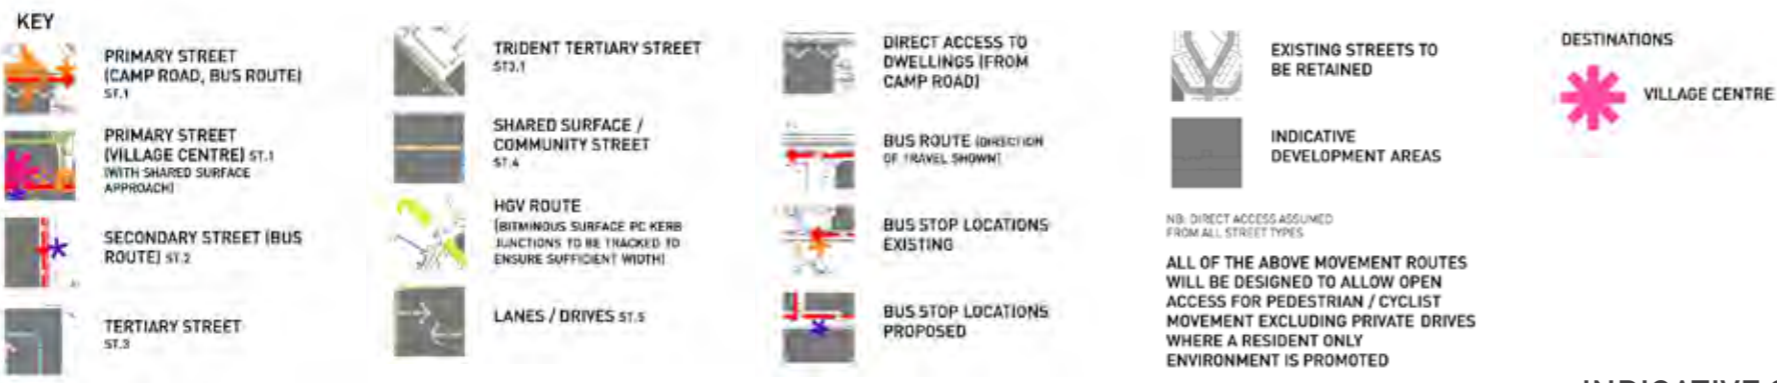 KEY
PRIMARY STREET
(CAMP ROAD, BUS ROUTE)
ST.1
PRIMARY STREET
(VILLAGE CENTRE) ST.1
(WITH SHARED SURFACE
APPROACH)
SECONDARY STREET (BUS
ROUTE) ST.2
TERTIARY STREET
ST.3
TRIDENT TERTIARY STREET
ST3.1
SHARED SURFACE /
COMMUNITY STREET
ST.4
HGV ROUTE
(BITMINOUS SURFACE PC KERB
JUNCTIONS TO BE TRACKED TO
ENSURE SUFFICIENT WIDTH)
LANES / DRIVES ST.5
DIRECT ACCESS TO
DWELLINGS (FROM
CAMP ROAD)
BUS ROUTE (DIRECTION
OF TRAVEL SHOWN)
BUS STOP LOCATIONS
EXISTING
BUS STOP LOCATIONS
PROPOSED
EXISTING STREETS TO
BE RETAINED
INDICATIVE
DEVELOPMENT AREAS
NB: DIRECT ACCESS ASSUMED
FROM ALL STREET TYPES
ALL OF THE ABOVE MOVEMENT ROUTES
WILL BE DESIGNED TO ALLOW OPEN
ACCESS FOR PEDESTRIAN / CYCLIST
MOVEMENT EXCLUDING PRIVATE DRIVES
WHERE A RESIDENT ONLY
ENVIRONMENT IS PROMOTED
DESTINATIONS
VILLAGE CENTRE